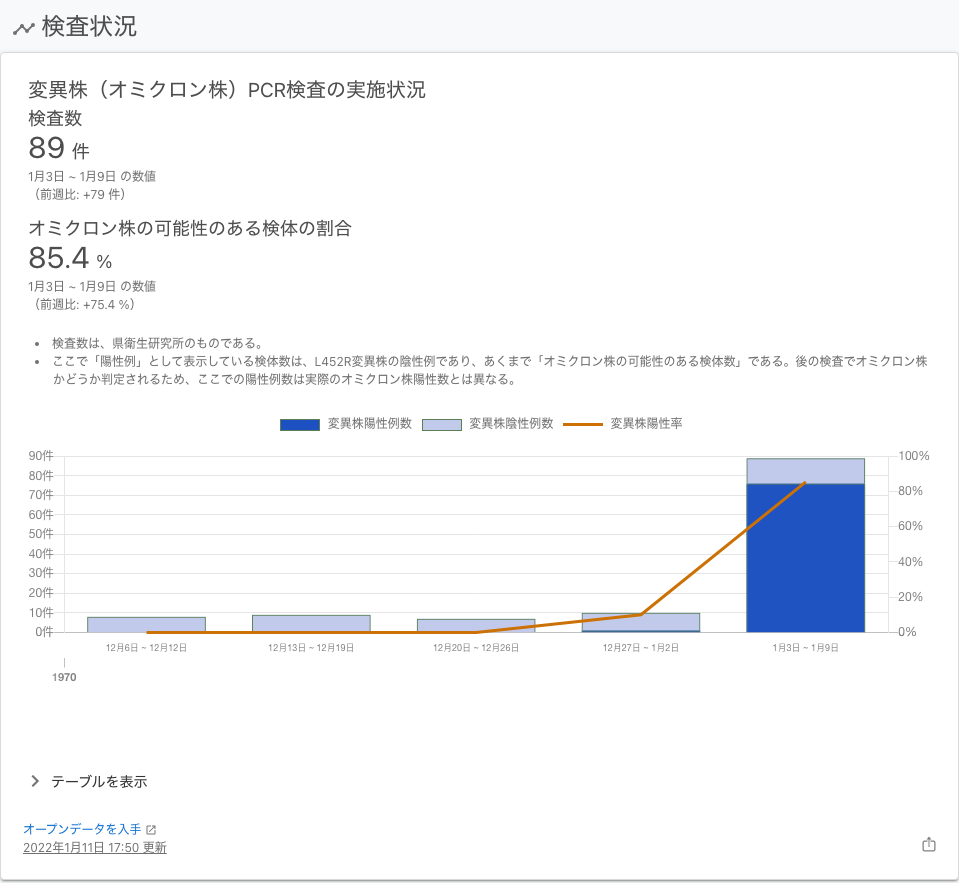 検査状況
変異株（オミクロン株）PCR検査の実施状況
検査数
89 件
1月3日 ~ 1月9日 の数値
（前週比: +79 件）
オミクロン株の可能性のある検体の割合
85.4 %
1月3日 ~ 1月9日 の数値
（前週比: +75.4 %）
• 検査数は、県衛生研究所のものである。
• ここで「陽性例」として表示している検体数は、L452R変異株の陰性例であり、あくまで「オミクロン株の可能性のある検体数」である。後の検査でオミクロン株
かどうか判定されるため、ここでの陽性例数は実際のオミクロン株陽性数とは異なる。
変異株陽性例数 変異株陰性例数 変異株陽性率
90件 100%
80件
70件 80%
60件
50件 60%
40件 40%
30件
20件 20%
10件
0件 0%
12月6日 ~ 12月12日 12月13日 ~ 12月19日 12月20日 ~ 12月26日 12月27日 ~ 1月2日 1月3日 ~ 1月9日
1970
テーブルを表示
オープンデータを入手
2022年1月11日 17:50 更新